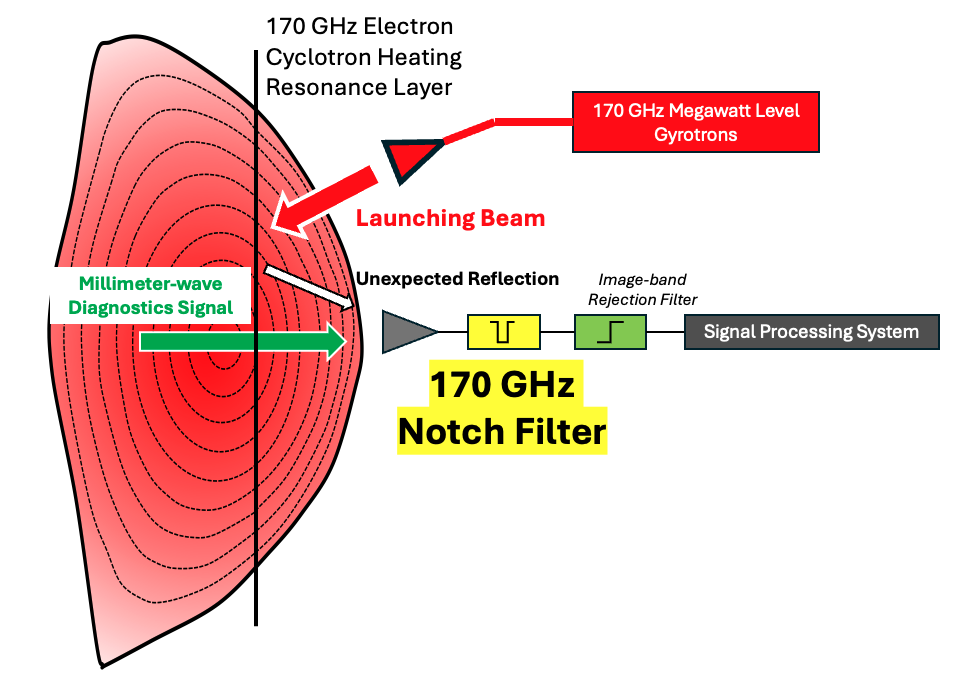 170 GHz Electron
Cyclotron Heating
Resonance Layer
170 GHz Megawatt Level
Gyrotrons
Launching Beam
Millimeter-wave
Diagnostics Signal
Unexpected Reflection
Image-band
Rejection Filter
Signal Processing System
170 GHz
Notch Filter